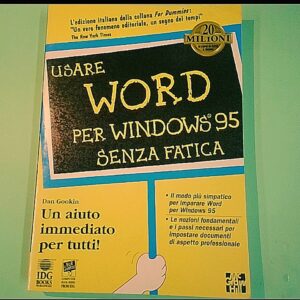 "L'edizione italiana della collana For Dummies:
"Un vero fenomeno editoriale, un segno dei tempi"
The New York Times
20
MILIONI
USARE
WORD
PER WINDOWS 95
SENZA FATICA
Dan Gookin
Un aiuto
immediato
per tutti!
• Il modo più simpatico
per imparare Word
per Windows 95
• Le nozioni fondamentali
e i passi necessari per
impostare documenti
di aspetto professionale
IDG
BOOKS